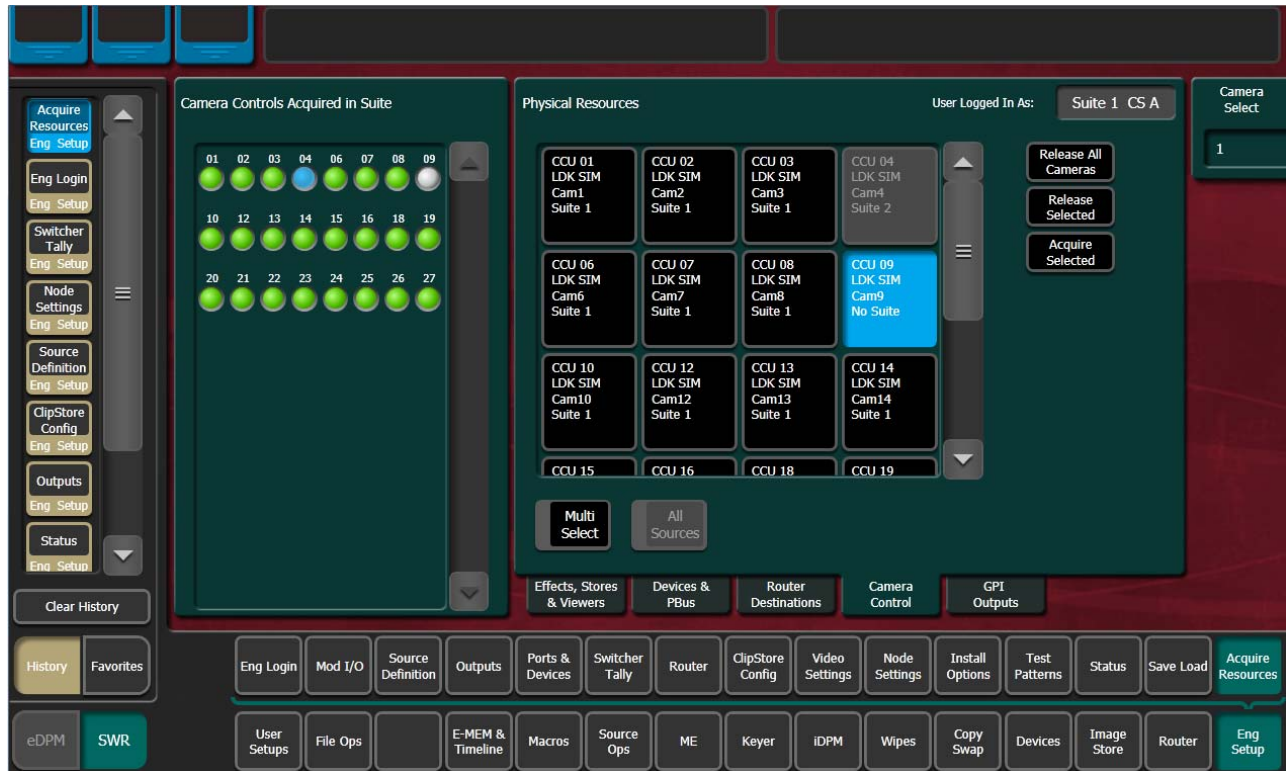 Camera Controls Acquired in Suite
Physical Resources
User Logged In As:
Suite 1 CS A
Camera
Select
1
Acquire
Resources
Eng Setup
Eng Login
Eng Setup
Switcher
Tally
Eng Setup
Node
Settings
Eng Setup
Source
Definition
Eng Setup
ClipStore
Config
Eng Setup
Outputs
Eng Setup
Status
Eng Setup
Clear History
History
Favorites
eDPM
SWR
01 02 03 04 06 07 08 09
10 12 13 14 15 16 18 19
20 21 22 23 24 25 26 27
CCU 01
LDK SIM
Cam1
Suite 1
CCU 02
LDK SIM
Cam2
Suite 1
CCU 03
LDK SIM
Cam3
Suite 1
CCU 04
LDK SIM
Cam4
Suite 2
CCU 06
LDK SIM
Cam6
Suite 1
CCU 07
LDK SIM
Cam7
Suite 1
CCU 08
LDK SIM
Cam8
Suite 1
CCU 09
LDK SIM
Cam9
No Suite
CCU 10
LDK SIM
Cam10
Suite 1
CCU 12
LDK SIM
Cam12
Suite 1
CCU 13
LDK SIM
Cam13
Suite 1
CCU 14
LDK SIM
Cam14
Suite 1
CCU 15
CCU 16
CCU 18
CCU 19
Release All
Cameras
Release
Selected
Acquire
Selected
Multi
Select
All
Sources
Effects, Stores
& Viewers
Devices &
PBus
Router
Destinations
Camera
Control
GPI
Outputs
Eng Login
Mod I/O
Source
Definition
Outputs
Ports &
Devices
Switcher
Tally
Router
ClipStore
Config
Video
Settings
Node
Settings
Install
Options
Test
Patterns
Status
Save Load
Acquire
Resources
User
Setups
File Ops
E-MEM &
Timeline
Macros
Source
Ops
ME
Keyer
iDPM
Wipes
Copy
Swap
Devices
Image
Store
Router
Eng
Setup